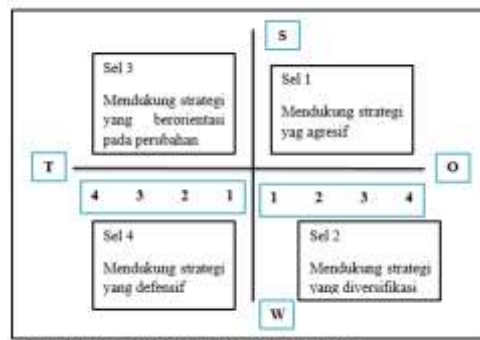 S
Sel 3
Mendukung strategi
yang berorientasi
pada perubahan
Sel 1
Mendukung strategi
yag agresif
T
O
4 3 2 1
1 2 3 4
Sel 4
Mendukung strategi
yang defensif
Sel 2
Mendukung strategi
yang diversifikasi
W